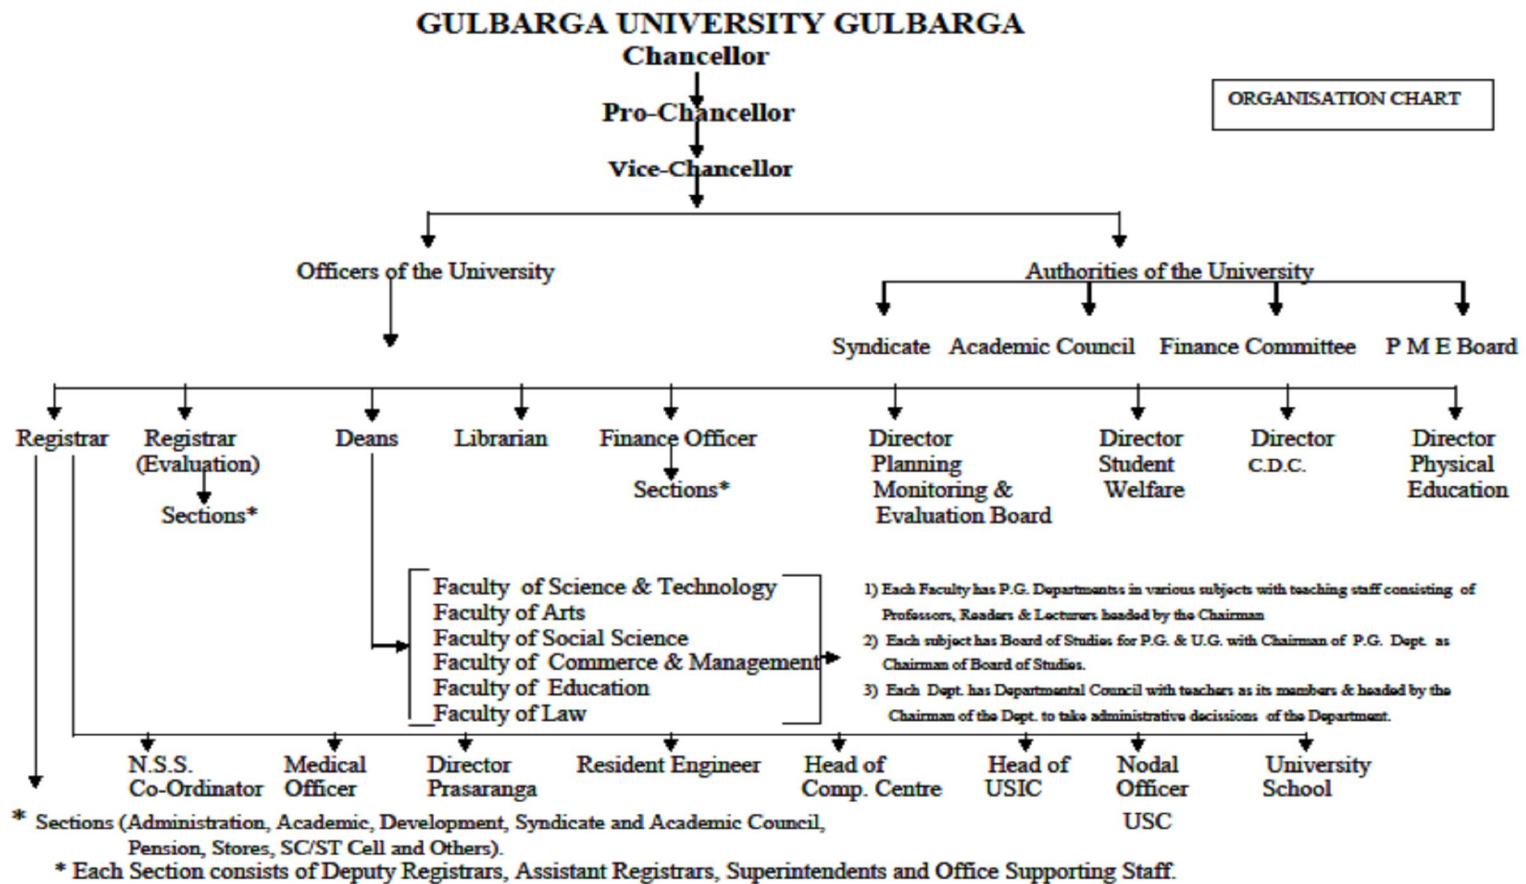 GULBARGA UNIVERSITY GULBARGA
Chancellor
ORGANISATION CHART
Pro-Chancellor
Vice-Chancellor
Officers of the University
Authorities of the University
Syndicate
Academic Council
Finance Committee
P M E Board
Registrar
Registrar
(Evaluation)
Sections*
Deans
Librarian
Finance Officer
Sections*
Director
Planning
Monitoring &
Evaluation Board
Director
Student
Welfare
Director
C.D.C.
Director
Physical
Education
Faculty of Science & Technology
Faculty of Arts
Faculty of Social Science
Faculty of Commerce & Management
Faculty of Education
Faculty of Law
1) Each Faculty has P.G. Departmentss in various subjects with teaching staff consisting of
Professors, Readers & Lecturers headed by the Chairman
2) Each subject has Board of Studies for P.G. & U.G. with Chairman of P.G. Dept. as
Chairman of Board of Studies.
3) Each Dept. has Departmental Council with teachers as its members & headed by the
Chairman of the Dept. to take administrative decissions of the Department.
N.S.S.
Co-Ordinator
Medical
Officer
Director
Prasaranga
Resident Engineer
Head of
Comp. Centre
Head of
USIC
Nodal
Officer
USC
University
School
* Sections (Administration, Academic, Development, Syndicate and Academic Council,
Pension, Stores, SC/ST Cell and Others).
* Each Section consists of Deputy Registrars, Assistant Registrars, Superintendents and Office Supporting Staff.